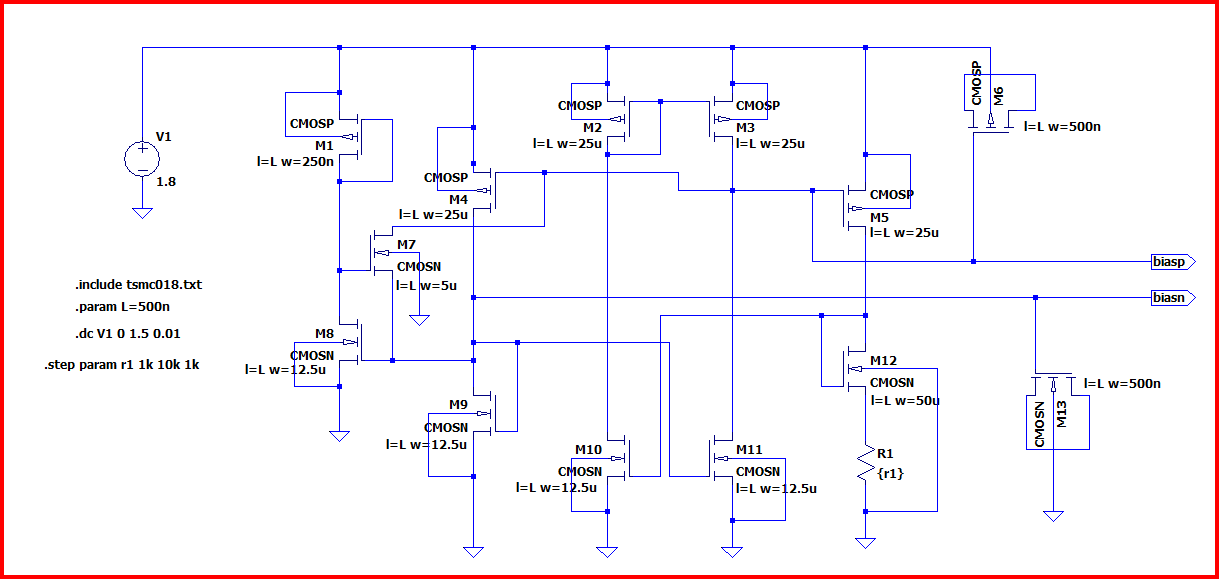 V1
1.8
CMOSP
M1
l=L w=250n
CMOSP
M4
l=L w=25u
CMOSP
M2
l=L w=25u
CMOSP
M3
l=L w=25u
CMOSP
M5
l=L w=25u
CMOSP
M6
l=L w=500n
M7
CMOSN
l=L w=5u
biasp
biasn
.include tsmc018.txt
.param L=500n
.dc V1 0 1.5 0.01
.step param r1 1k 10k 1k
M8
CMOSN
l=L w=12.5u
M9
CMOSN
l=L w=12.5u
M10
CMOSN
l=L w=12.5u
M11
CMOSN
l=L w=12.5u
M12
CMOSN
l=L w=50u
R1
{r1}
l=L w=500n
CMOSN
M13